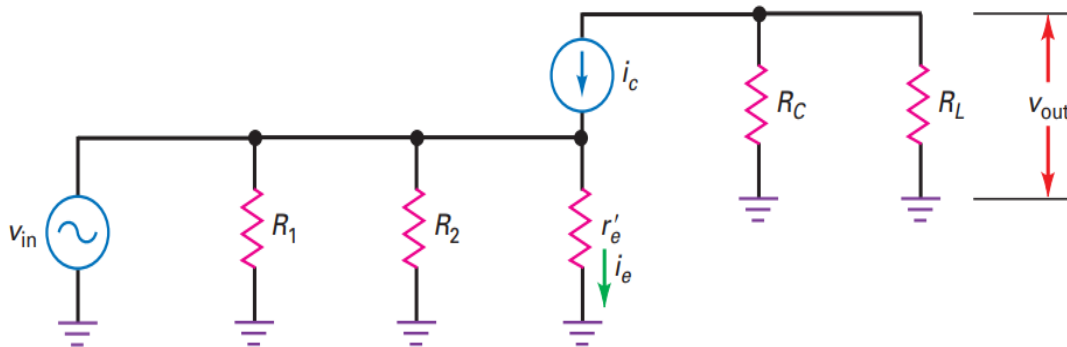 i_c
R_C
R_L
v_out
v_in
R_1
R_2
r'_e
i_e